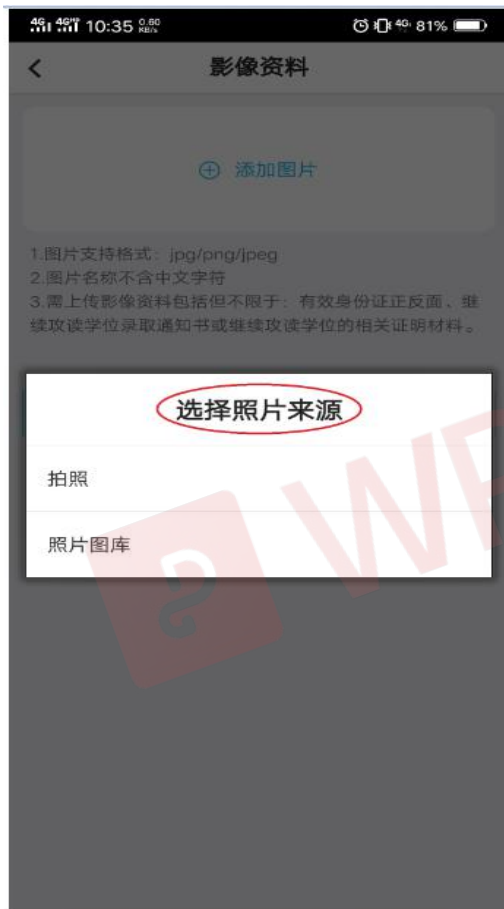 4G 4GHD 10:35 0.60 KB/s 4G 81%
影像资料
添加图片
1.图片支持格式：jpg/png/jpeg
2.图片名称不含中文字符
3.需上传影像资料包括但不限于：有效身份证正反面、继
续攻读学位录取通知书或继续攻读学位的相关证明材料。
选择照片来源
拍照
照片图库